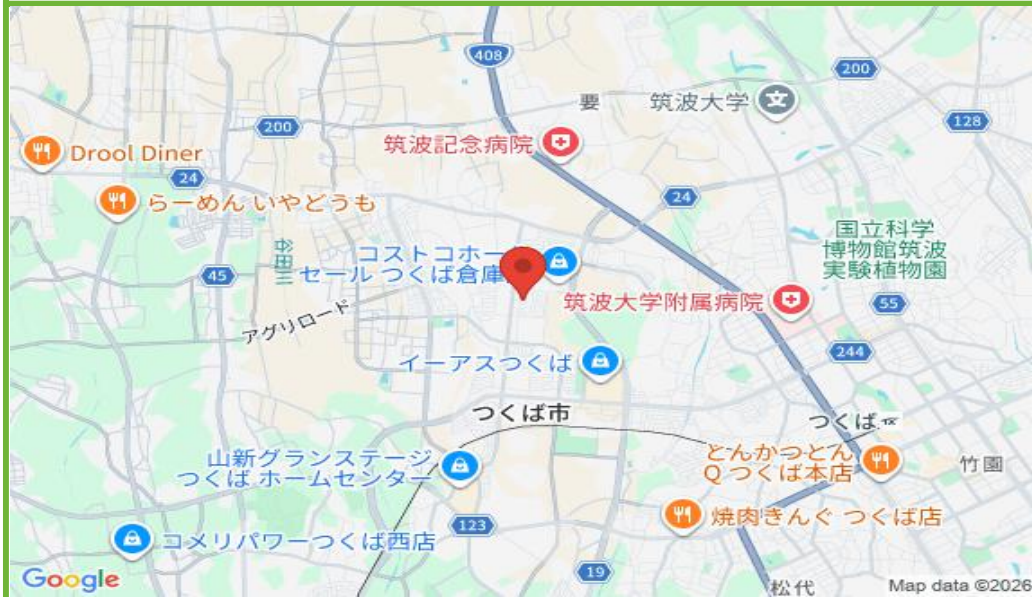 408
200
要
筑波大学
128
200
筑波記念病院
Drool Diner
24
24
らーめん いやどうも
国立科学
博物館筑波
実験植物園
谷田川
コストコホー
セール つくば倉庫
45
筑波大学附属病院
55
アグリロード
244
イーアスつくば
つくば市
つくば
山新グランステージ
つくば ホームセンター
とんかつとん
Q つくば本店
竹園
焼肉きんぐ つくば店
123
コメリパワーつくば西店
19
Google
松代
Map data ©2026